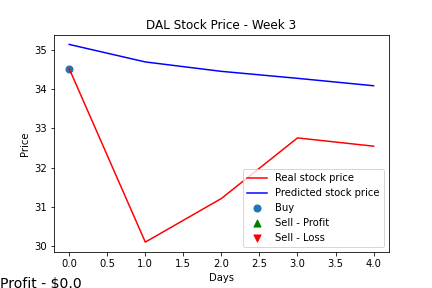 DAL Stock Price - Week 3
35
34
33
32
31
30
Price
Real stock price
Predicted stock price
Buy
Sell - Profit
Sell - Loss
0.0 0.5 1.0 1.5 2.0 2.5 3.0 3.5 4.0
Days
Profit - $0.0